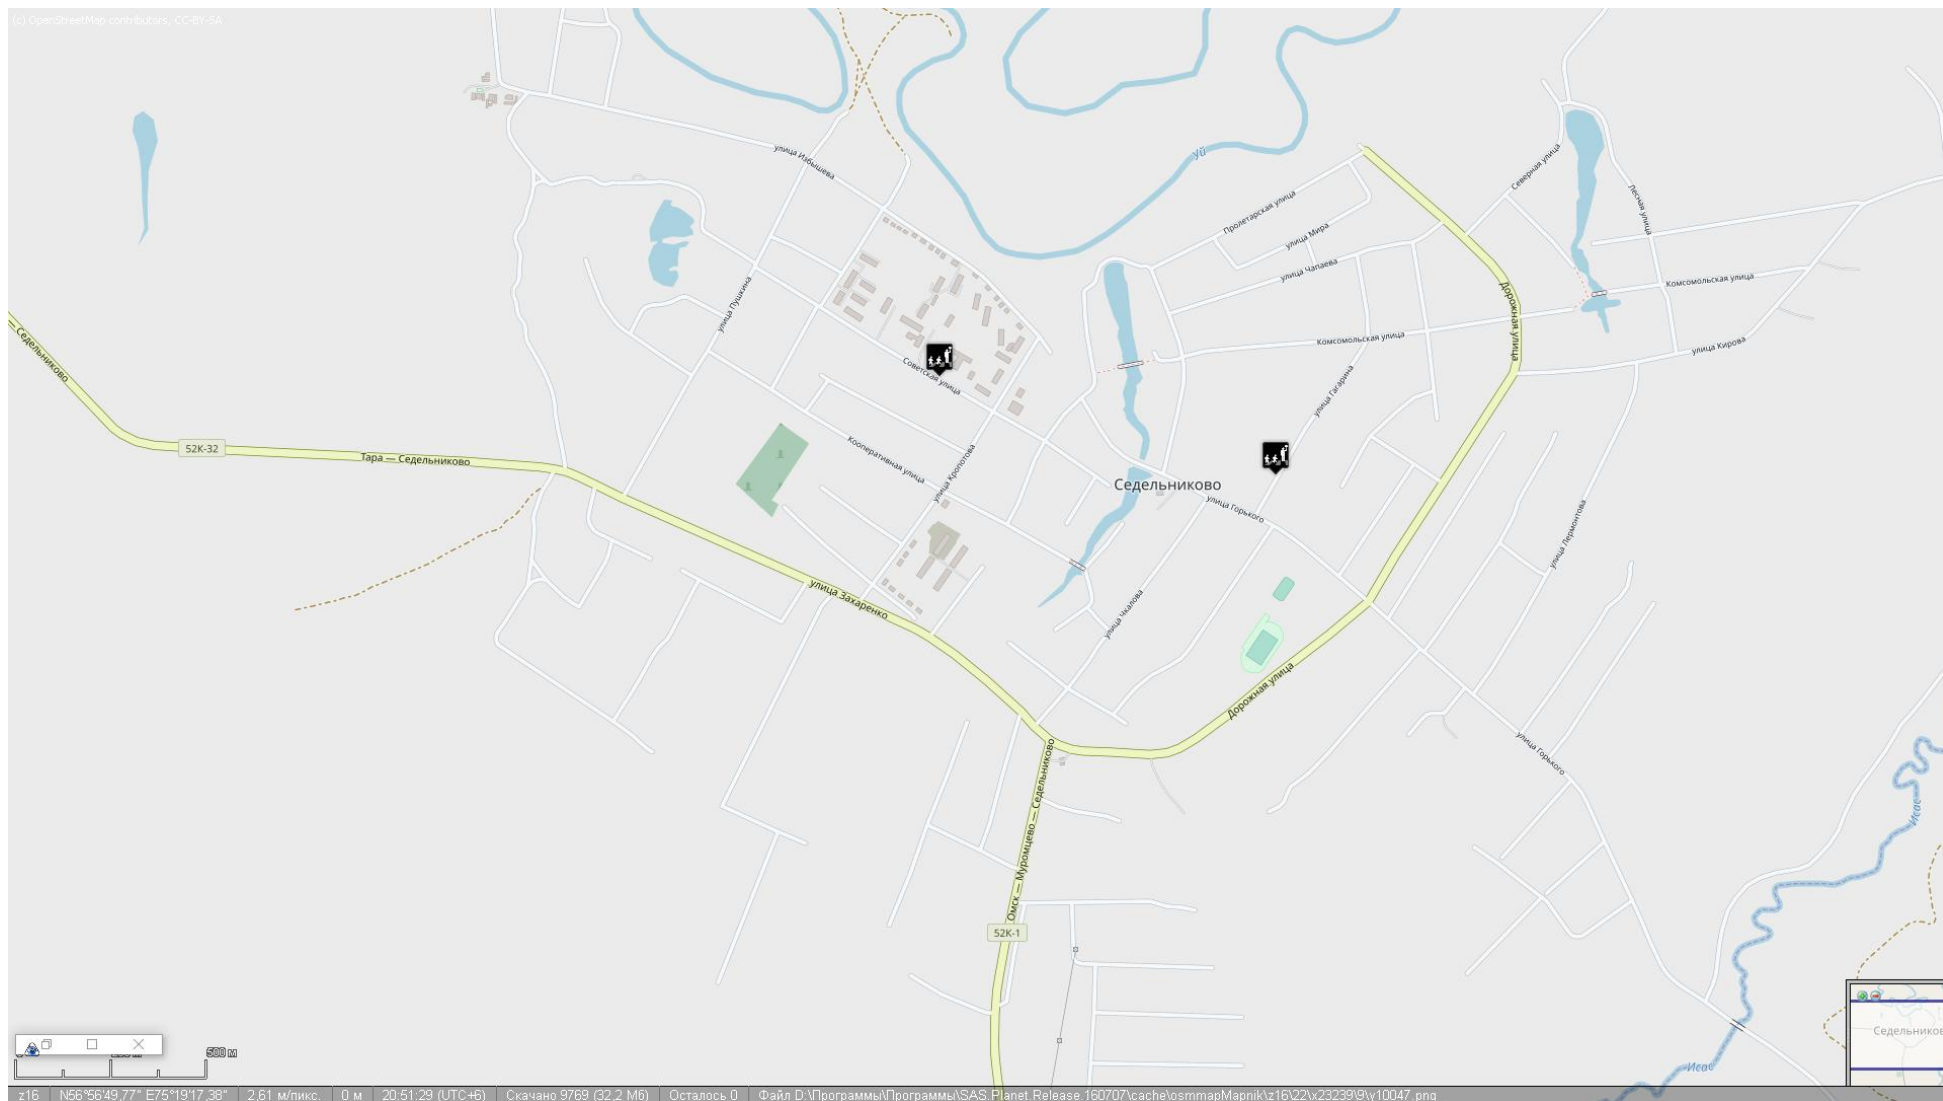 (c) OpenStreetMap contributors, CC-BY-SA
улица Избышева
Уй
Северная улица
Лесная улица
Пролетарская улица
улица Мира
улица Чапаева
Комсомольская улица
Дорожная улица
улица Пушкина
— Седельниково
Комсомольская улица
улица Кирова
Советская улица
улица Гагарина
52К-32
Тара — Седельниково
Кооперативная улица
улица Кропотова
Седельниково
улица Горького
улица Лермонтова
улица Захаренко
улица Чкалова
Дорожная улица
улица Горького
Омск — Муромцево — Седельниково
Исас
52К-1
Седельников
500 м
Исас
z16 N56°56'49,77" E75°19'17,38" 2,61 м/пикс. 0 м 20:51:29 (UTC+6) Скачано 9769 (32,2 Мб) Осталось 0 Файл D:\Программы\Программы\SAS.Planet.Release.160707\cache\osmmapMapnik\z16\22\x23239\9\y10047.png